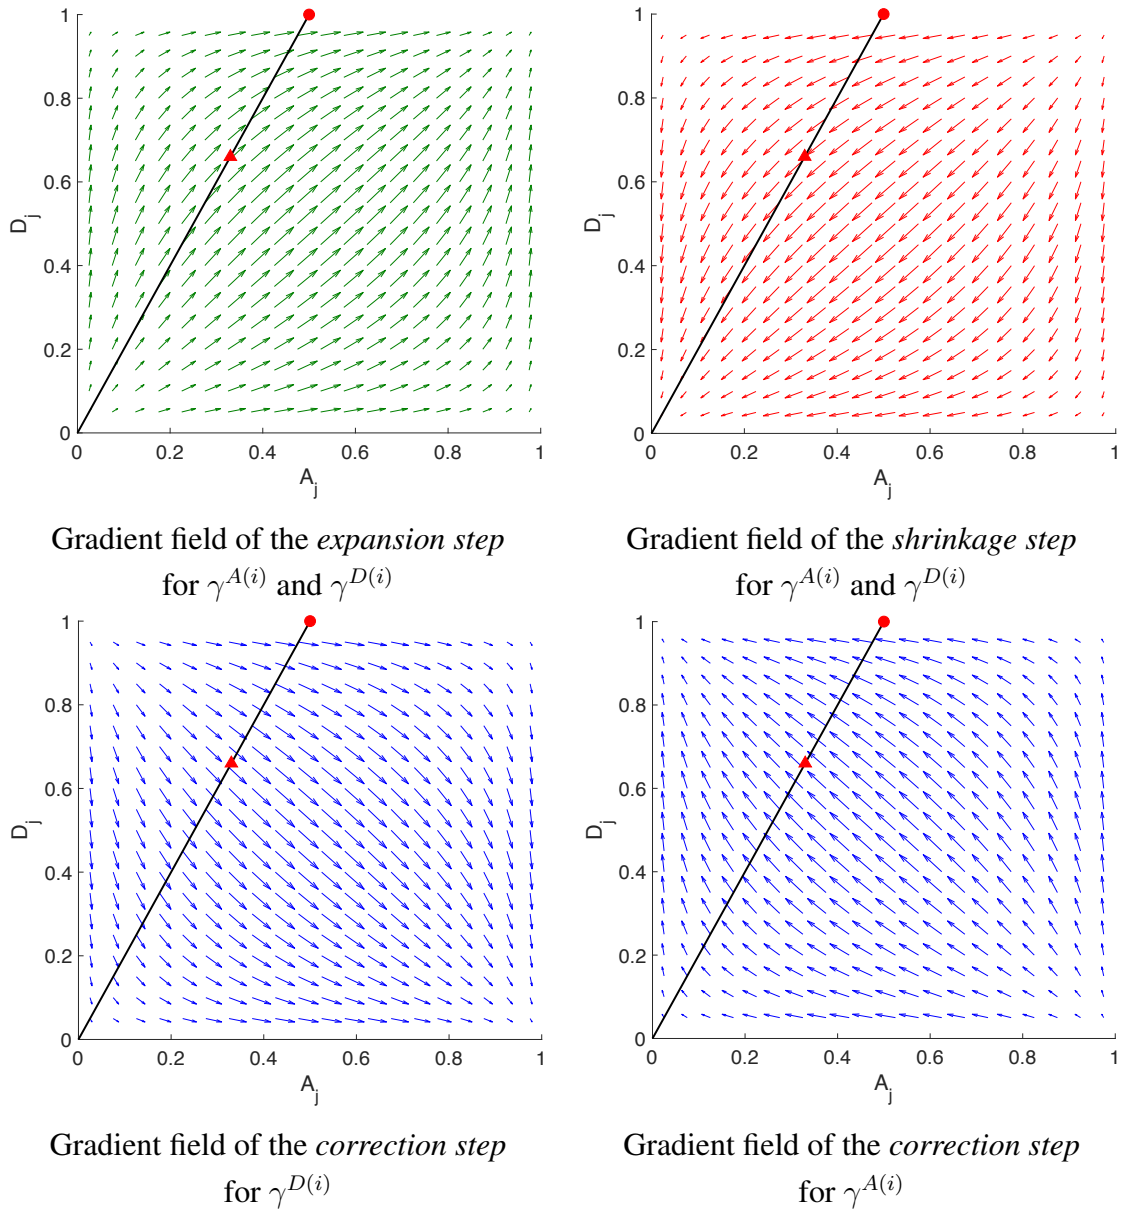 1
0.8
0.6
0.4
0.2
0
D_j
0 0.2 0.4 0.6 0.8 1
A_j
Gradient field of the expansion step
for γ^{A(i)} and γ^{D(i)}
1
0.8
0.6
0.4
0.2
0
D_j
0 0.2 0.4 0.6 0.8 1
A_j
Gradient field of the shrinkage step
for γ^{A(i)} and γ^{D(i)}
1
0.8
0.6
0.4
0.2
0
D_j
0 0.2 0.4 0.6 0.8 1
A_j
Gradient field of the correction step
for γ^{D(i)}
1
0.8
0.6
0.4
0.2
0
D_j
0 0.2 0.4 0.6 0.8 1
A_j
Gradient field of the correction step
for γ^{A(i)}